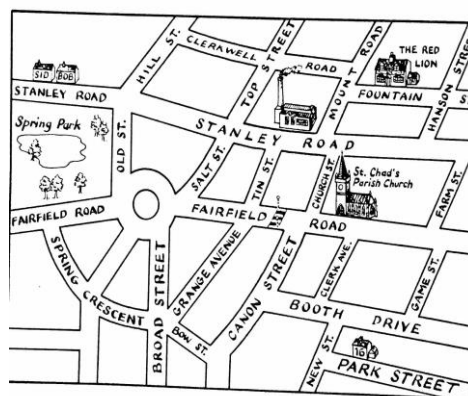 HILL ST.
CLERKWELL ROAD
TOP STREET
MOUNT ROAD
THE RED LION
HANSON STREET
SID
BOB
STANLEY ROAD
FOUNTAIN
S
Spring Park
OLD ST.
STANLEY ROAD
SALT ST.
TIN ST.
CHURCH ST.
St. Chad's
Parish Church
FARM ST.
FAIRFIELD ROAD
FAIRFIELD ROAD
SPRING CRESCENT
BROAD STREET
GRANGE AVENUE
BOW ST.
CANON STREET
CLERK AVE.
GAME ST.
BOOTH DRIVE
NEW ST.
16
PARK STREET